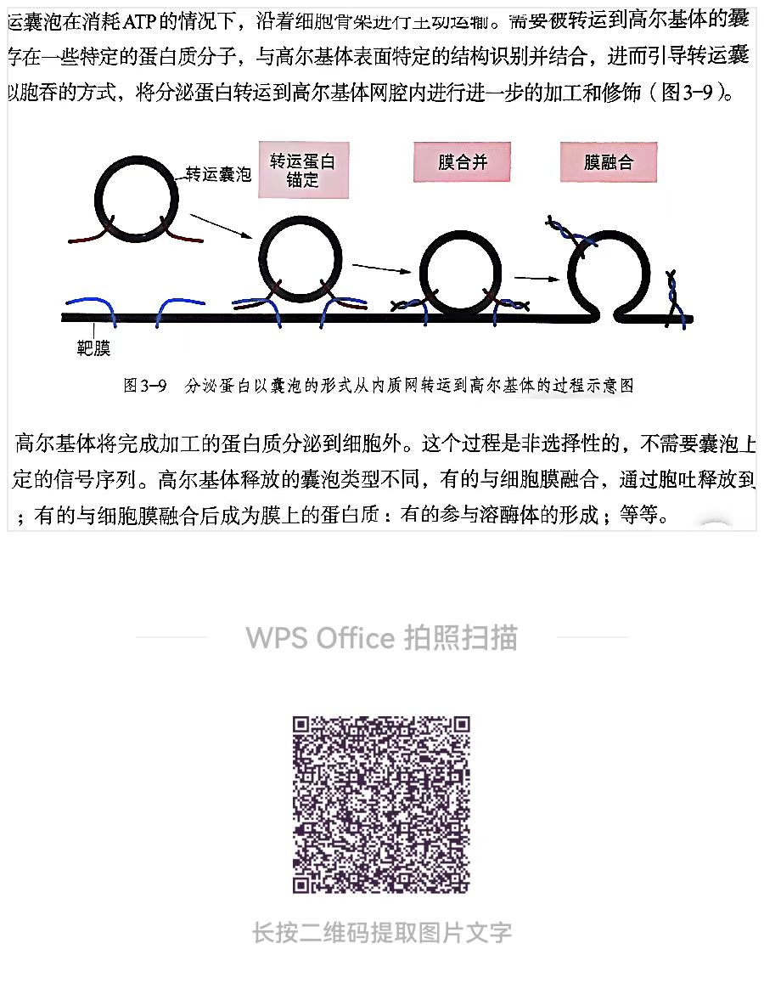 运囊泡在消耗ATP的情况下，沿着细胞骨架进行主动运输。需要被转运到高尔基体的囊
存在一些特定的蛋白质分子，与高尔基体表面特定的结构识别并结合，进而引导转运囊
以胞吞的方式，将分泌蛋白转运到高尔基体网腔内进行进一步的加工和修饰（图3-9）。
转运囊泡
转运蛋白
锚定
膜合并
膜融合
靶膜
图3-9 分泌蛋白以囊泡的形式从内质网转运到高尔基体的过程示意图
高尔基体将完成加工的蛋白质分泌到细胞外。这个过程是非选择性的，不需要囊泡上
定的信号序列。高尔基体释放的囊泡类型不同，有的与细胞膜融合，通过胞吐释放到
；有的与细胞膜融合后成为膜上的蛋白质：有的参与溶酶体的形成；等等。
WPS Office 拍照扫描
长按二维码提取图片文字